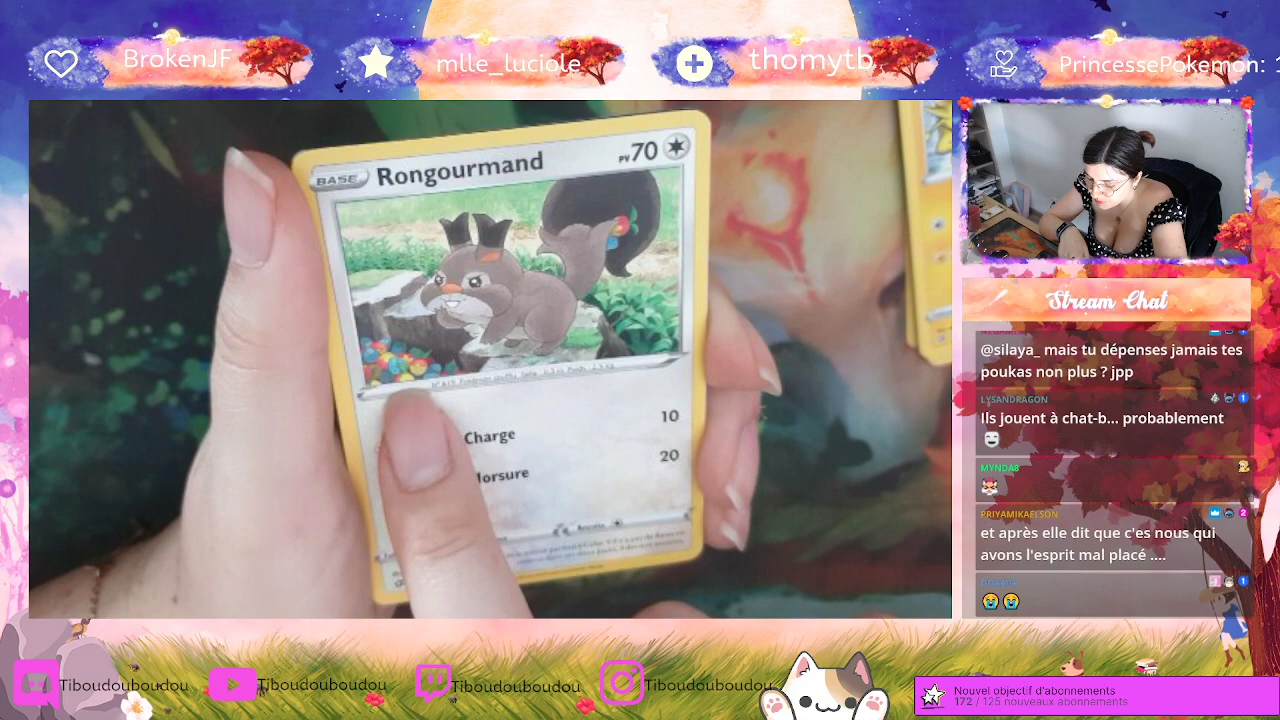 BrokenJF
mlle_luciole
thomytb
PrincessePokemon: 1
BASE Rongourmand PV 70
Charge 10
Morsure 20
Stream Chat
@silaya_ mais tu dépenses jamais tes
poukas non plus ? jpp
LYSANDRAGON
Ils jouent à chat-b... probablement
MYNDA8
PRIYAMIKAELSON
et après elle dit que c'es nous qui
avons l'esprit mal placé ....
Tiboudouboudou
Tiboudouboudou
Tiboudouboudou
Tiboudouboudou
Nouvel objectif d'abonnements
172 / 125 nouveaux abonnements